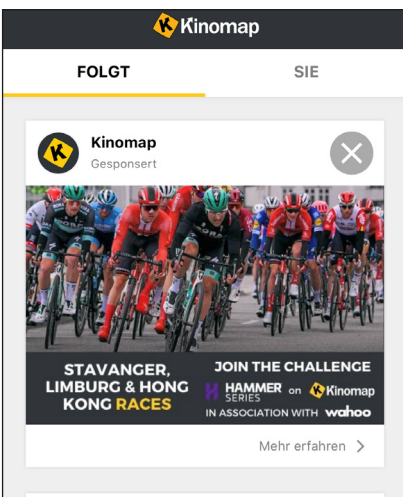 Kinomap
FOLGT
SIE
Kinomap
Gesponsert
STAVANGER,
LIMBURG & HONG
KONG RACES
JOIN THE CHALLENGE
HAMMER
SERIES
on Kinomap
IN ASSOCIATION WITH wahoo
Mehr erfahren